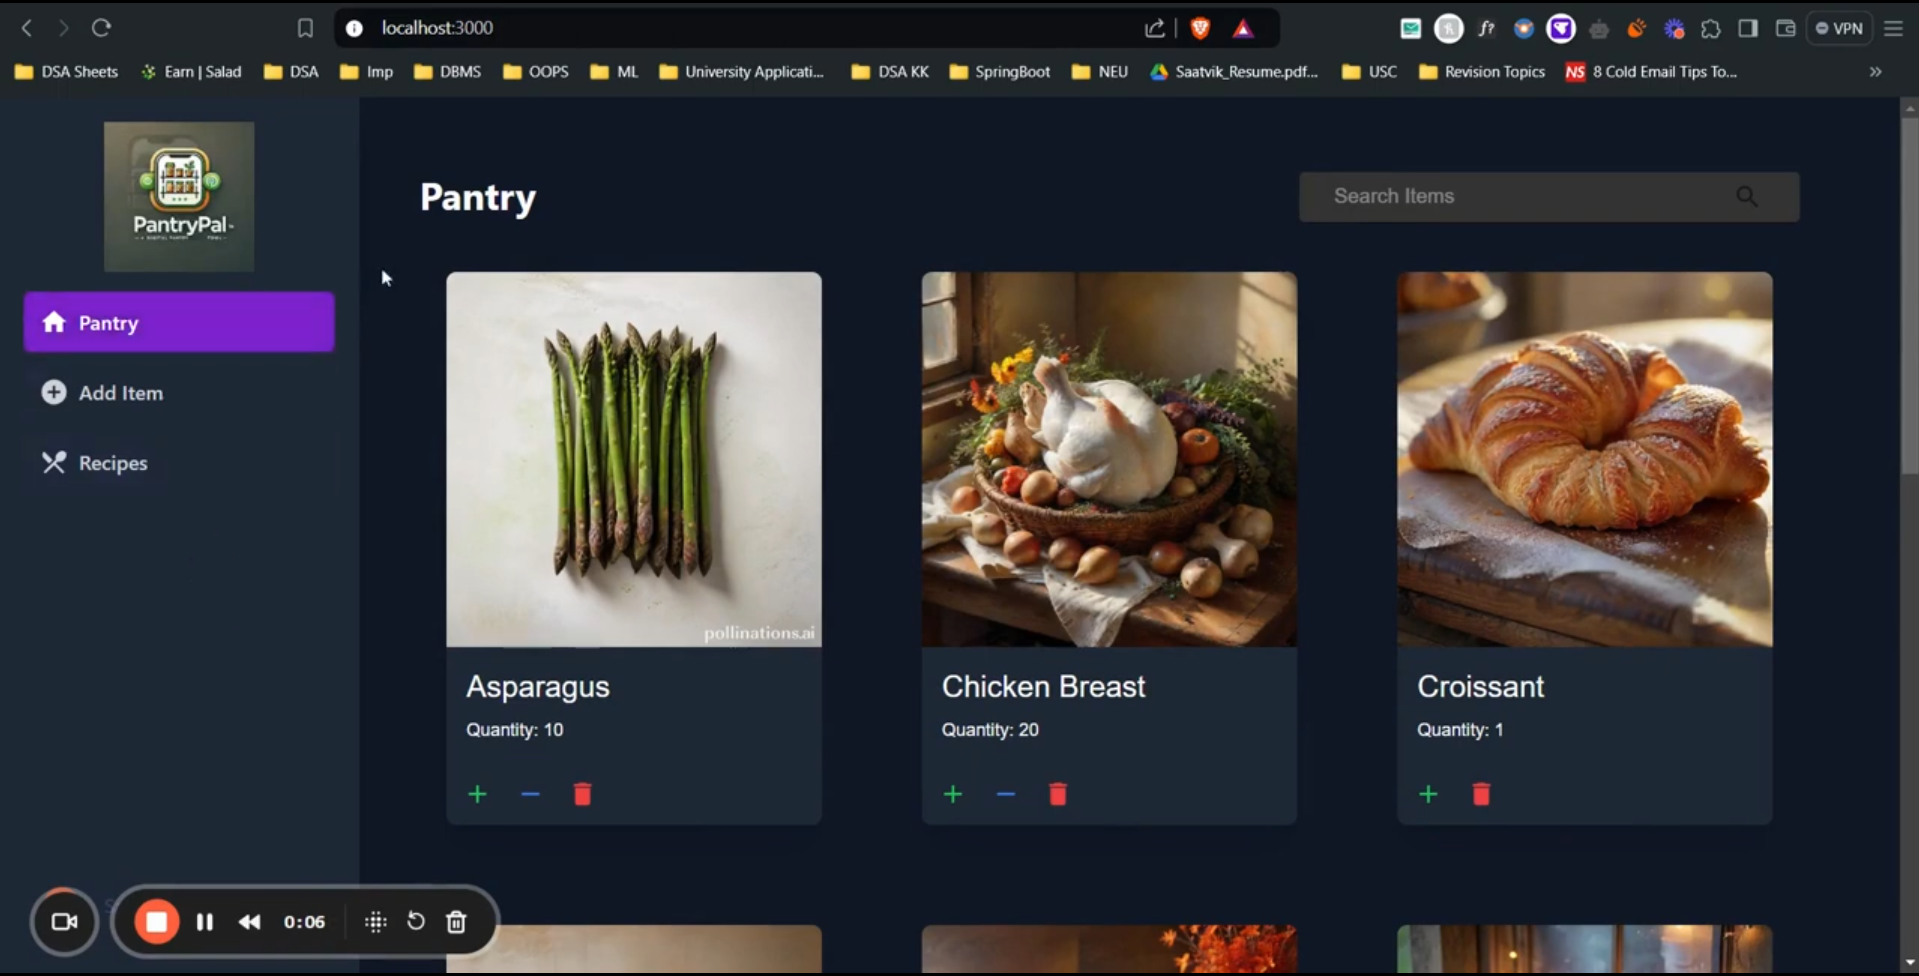 localhost:3000
VPN
DSA Sheets
Earn | Salad
DSA
Imp
DBMS
OOPS
ML
University Applicati...
DSA KK
SpringBoot
NEU
Saatvik_Resume.pdf...
USC
Revision Topics
NS
8 Cold Email Tips To...
»
PantryPal
Pantry
Add Item
Recipes
Pantry
Search Items
pollinations.ai
Asparagus
Quantity: 10
Chicken Breast
Quantity: 20
Croissant
Quantity: 1
0:06